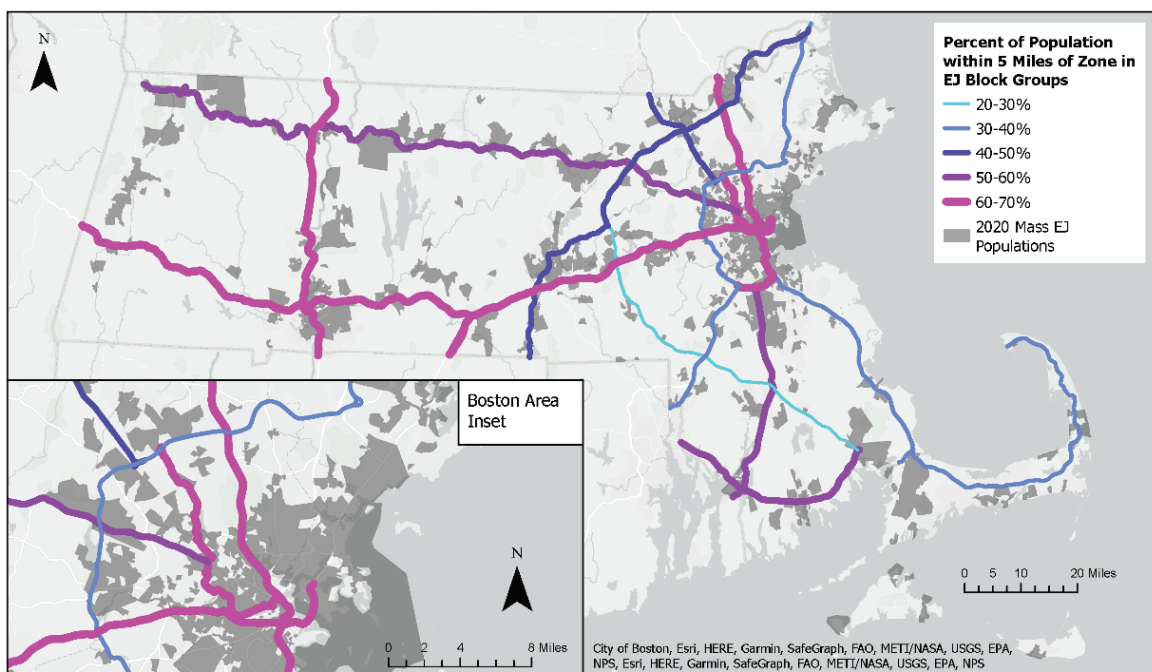 N
Percent of Population
within 5 Miles of Zone in
EJ Block Groups
20-30%
30-40%
40-50%
50-60%
60-70%
2020 Mass EJ
Populations
Boston Area
Inset
N
0 2 4 8 Miles
0 5 10 20 Miles
City of Boston, Esri, HERE, Garmin, SafeGraph, FAO, METI/NASA, USGS, EPA,
NPS, Esri, HERE, Garmin, SafeGraph, FAO, METI/NASA, USGS, EPA, NPS